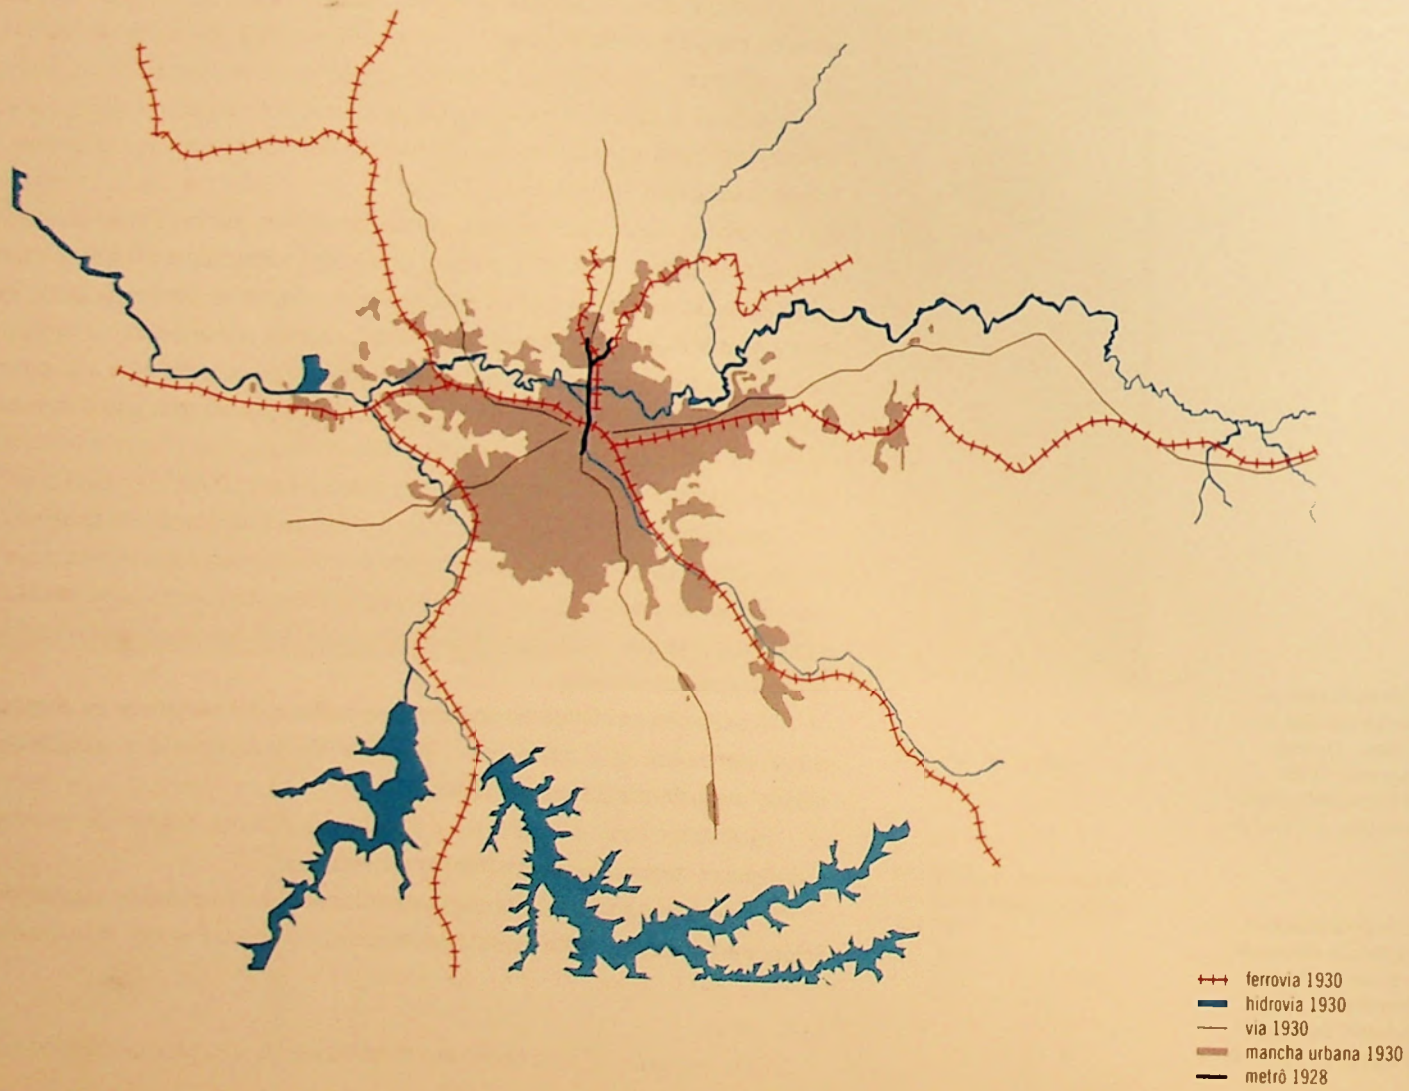 ferrovia 1930
hidrovia 1930
via 1930
mancha urbana 1930
metrô 1928